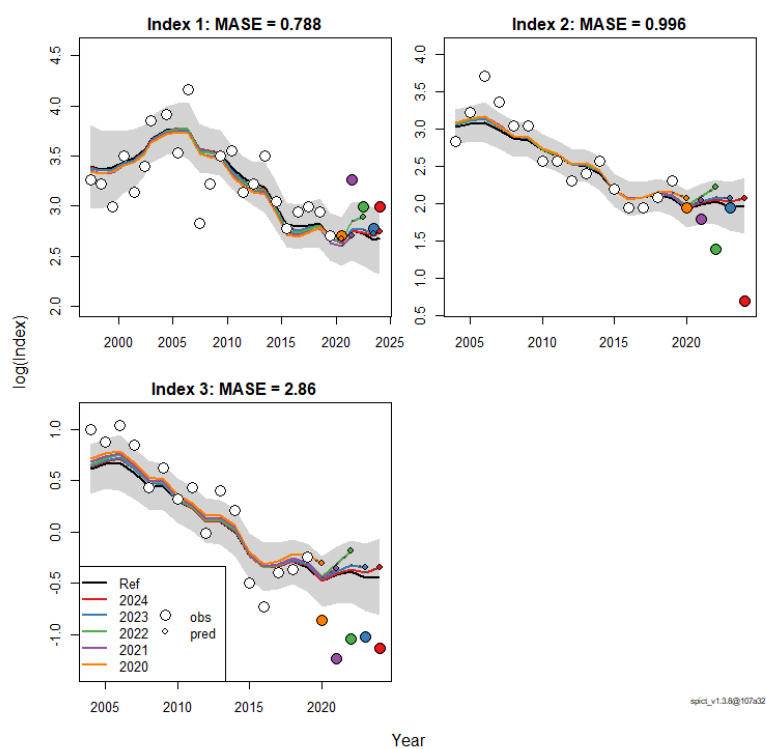 Index 1: MASE = 0.788
4.5
4.0
3.5
3.0
2.5
2.0
2000 2005 2010 2015 2020 2025
Index 2: MASE = 0.996
4.0
3.5
3.0
2.5
2.0
1.5
1.0
0.5
2005 2010 2015 2020
log(Index)
Index 3: MASE = 2.86
1.0
0.5
0.0
-0.5
-1.0
Ref
2024
2023
2022
2021
2020
obs
pred
2005 2010 2015 2020
spict_v1.3.8@107a32
Year